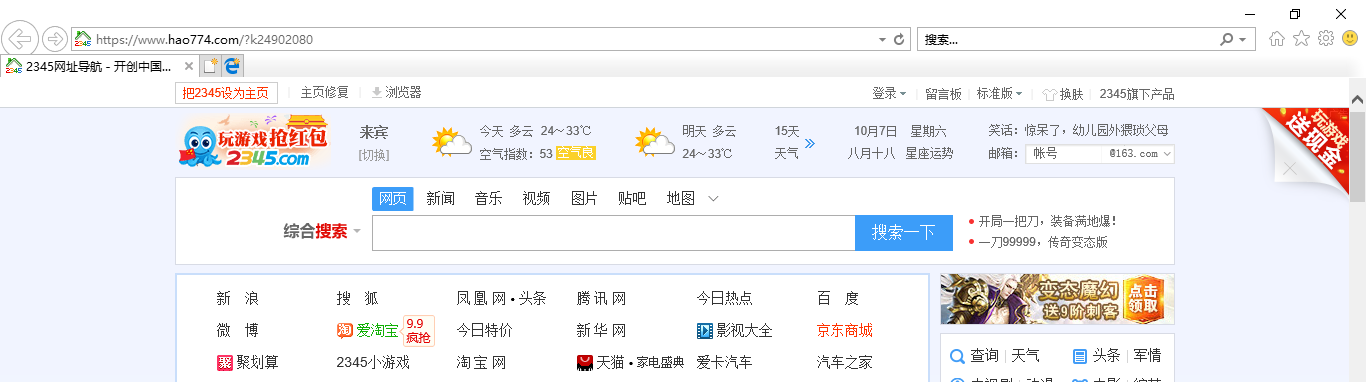 https://www.hao774.com/?k24902080
搜索...
2345网址导航 - 开创中国...
把2345设为主页 主页修复 浏览器 登录 留言板 标准版 换肤 2345旗下产品
玩游戏抢红包
2345.com
来宾
[切换]
今天 多云 24～33℃
空气指数: 53 空气良
明天 多云
24～33℃
15天
天气
10月7日 星期六
八月十八 星座运势
笑话: 惊呆了，幼儿园外猥琐父母
邮箱: 帐号 @163.com
玩游戏
送现金
网页 新闻 音乐 视频 图片 贴吧 地图
综合搜索 搜索一下
开局一把刀，装备满地爆!
一刀99999，传奇变态版
新 浪 搜 狐 凤凰网•头条 腾讯网 今日热点 百 度
微 博 淘 爱淘宝 9.9疯抢 今日特价 新华网 影视大全 京东商城
聚 聚划算 2345小游戏 淘宝网 天猫•家电盛典 爱卡汽车 汽车之家
变态魔幻
送9阶刺客
点击
领取
查询 天气 头条 军情